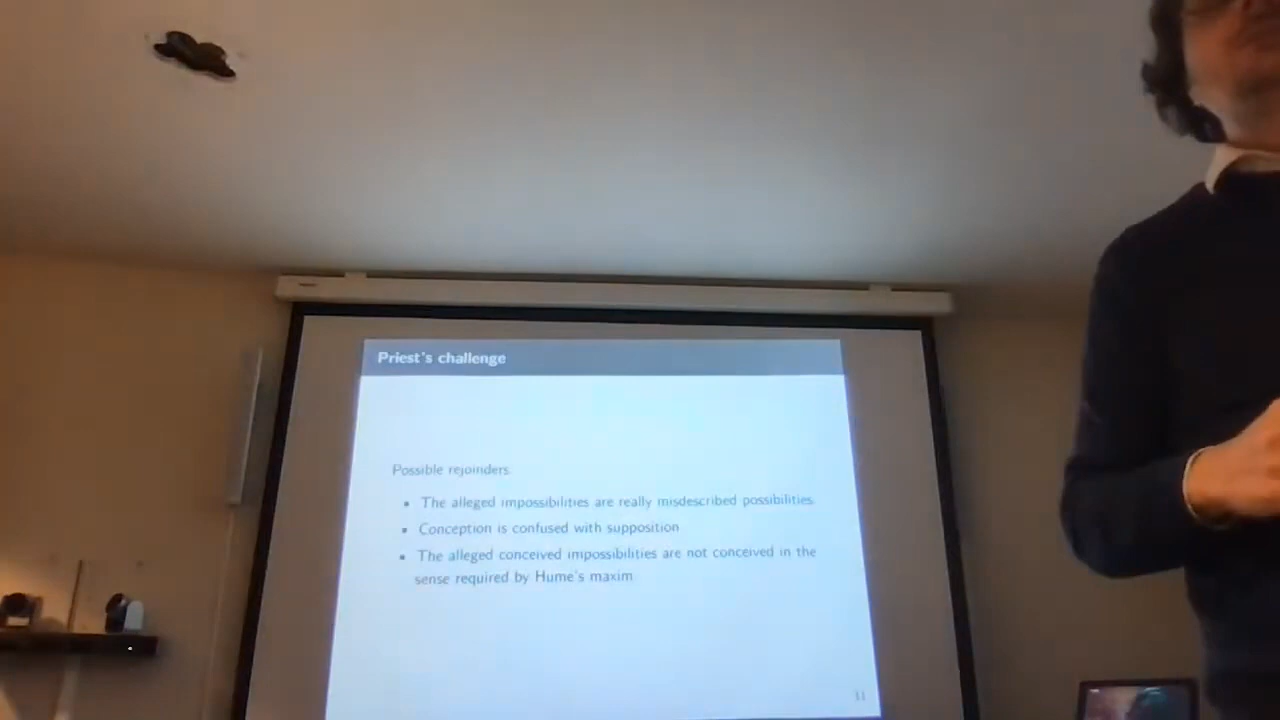 Priest's challenge
Possible rejoinders
• The alleged impossibilities are really misdescribed possibilities
• Conception is confused with supposition
• The alleged conceived impossibilities are not conceived in the
sense required by Hume's maxim
11